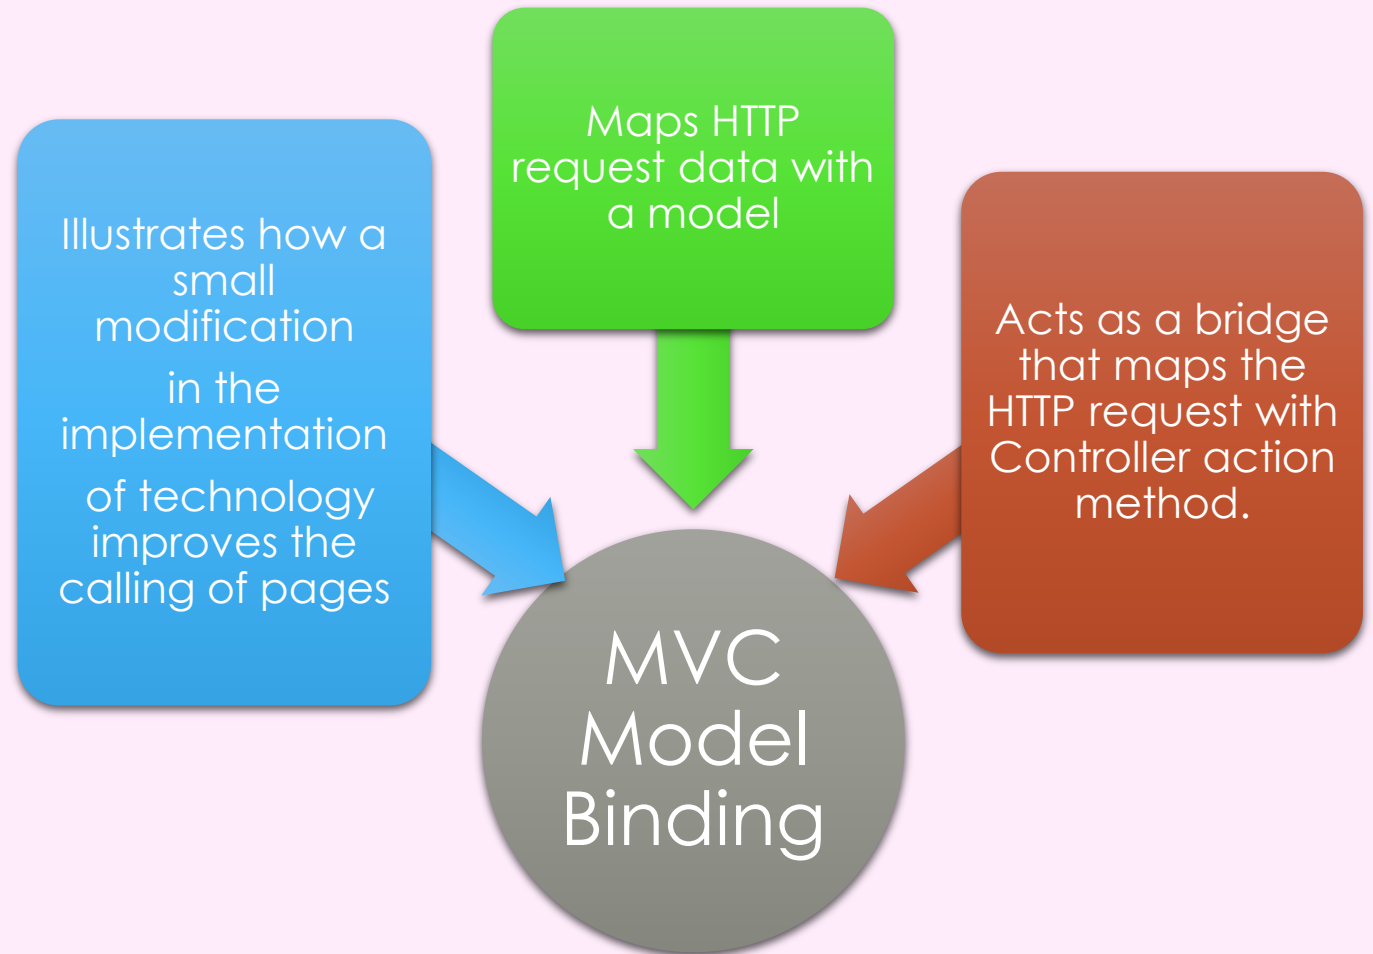 Illustrates how a
small
modification
in the
implementation
of technology
improves the
calling of pages
Maps HTTP
request data with
a model
Acts as a bridge
that maps the
HTTP request with
Controller action
method.
MVC
Model
Binding